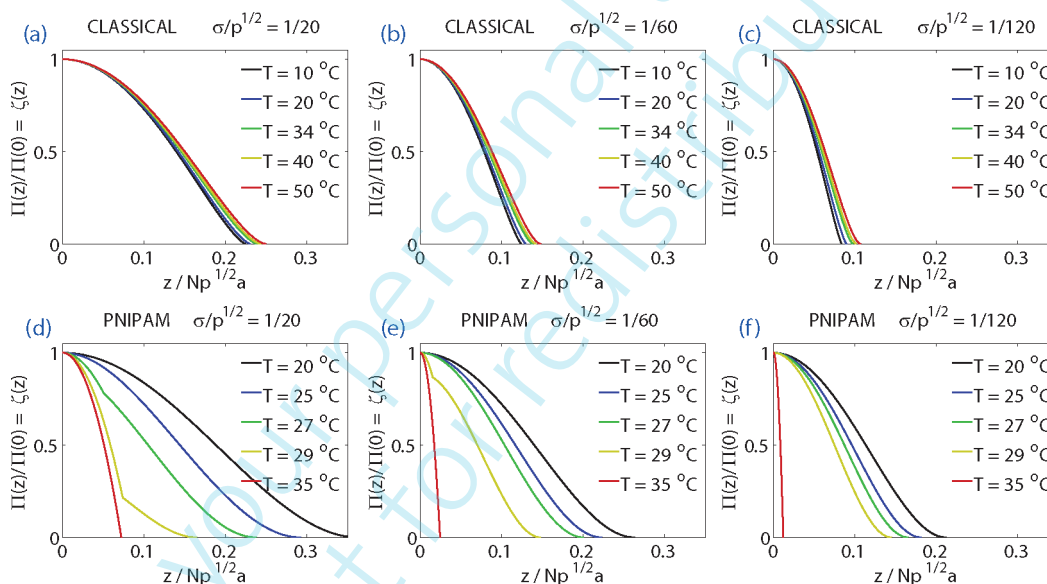 (a) CLASSICAL σ/p^1/2 = 1/20
1
0.5
0
Π(z)/Π(0) = ζ(z)
T = 10 °C
T = 20 °C
T = 34 °C
T = 40 °C
T = 50 °C
0 0.1 0.2 0.3
z / Np^1/2a
(b) CLASSICAL σ/p^1/2 = 1/60
1
0.5
0
Π(z)/Π(0) = ζ(z)
T = 10 °C
T = 20 °C
T = 34 °C
T = 40 °C
T = 50 °C
0 0.1 0.2 0.3
z / Np^1/2a
(c) CLASSICAL σ/p^1/2 = 1/120
1
0.5
0
Π(z)/Π(0) = ζ(z)
T = 10 °C
T = 20 °C
T = 34 °C
T = 40 °C
T = 50 °C
0 0.1 0.2 0.3
z / Np^1/2a
(d) PNIPAM σ/p^1/2 = 1/20
1
0.5
0
Π(z)/Π(0) = ζ(z)
T = 20 °C
T = 25 °C
T = 27 °C
T = 29 °C
T = 35 °C
0 0.1 0.2 0.3
z / Np^1/2a
(e) PNIPAM σ/p^1/2 = 1/60
1
0.5
0
Π(z)/Π(0) = ζ(z)
T = 20 °C
T = 25 °C
T = 27 °C
T = 29 °C
T = 35 °C
0 0.1 0.2 0.3
z / Np^1/2a
(f) PNIPAM σ/p^1/2 = 1/120
1
0.5
0
Π(z)/Π(0) = ζ(z)
T = 20 °C
T = 25 °C
T = 27 °C
T = 29 °C
T = 35 °C
0 0.1 0.2 0.3
z / Np^1/2a
your personal
t for redistribu